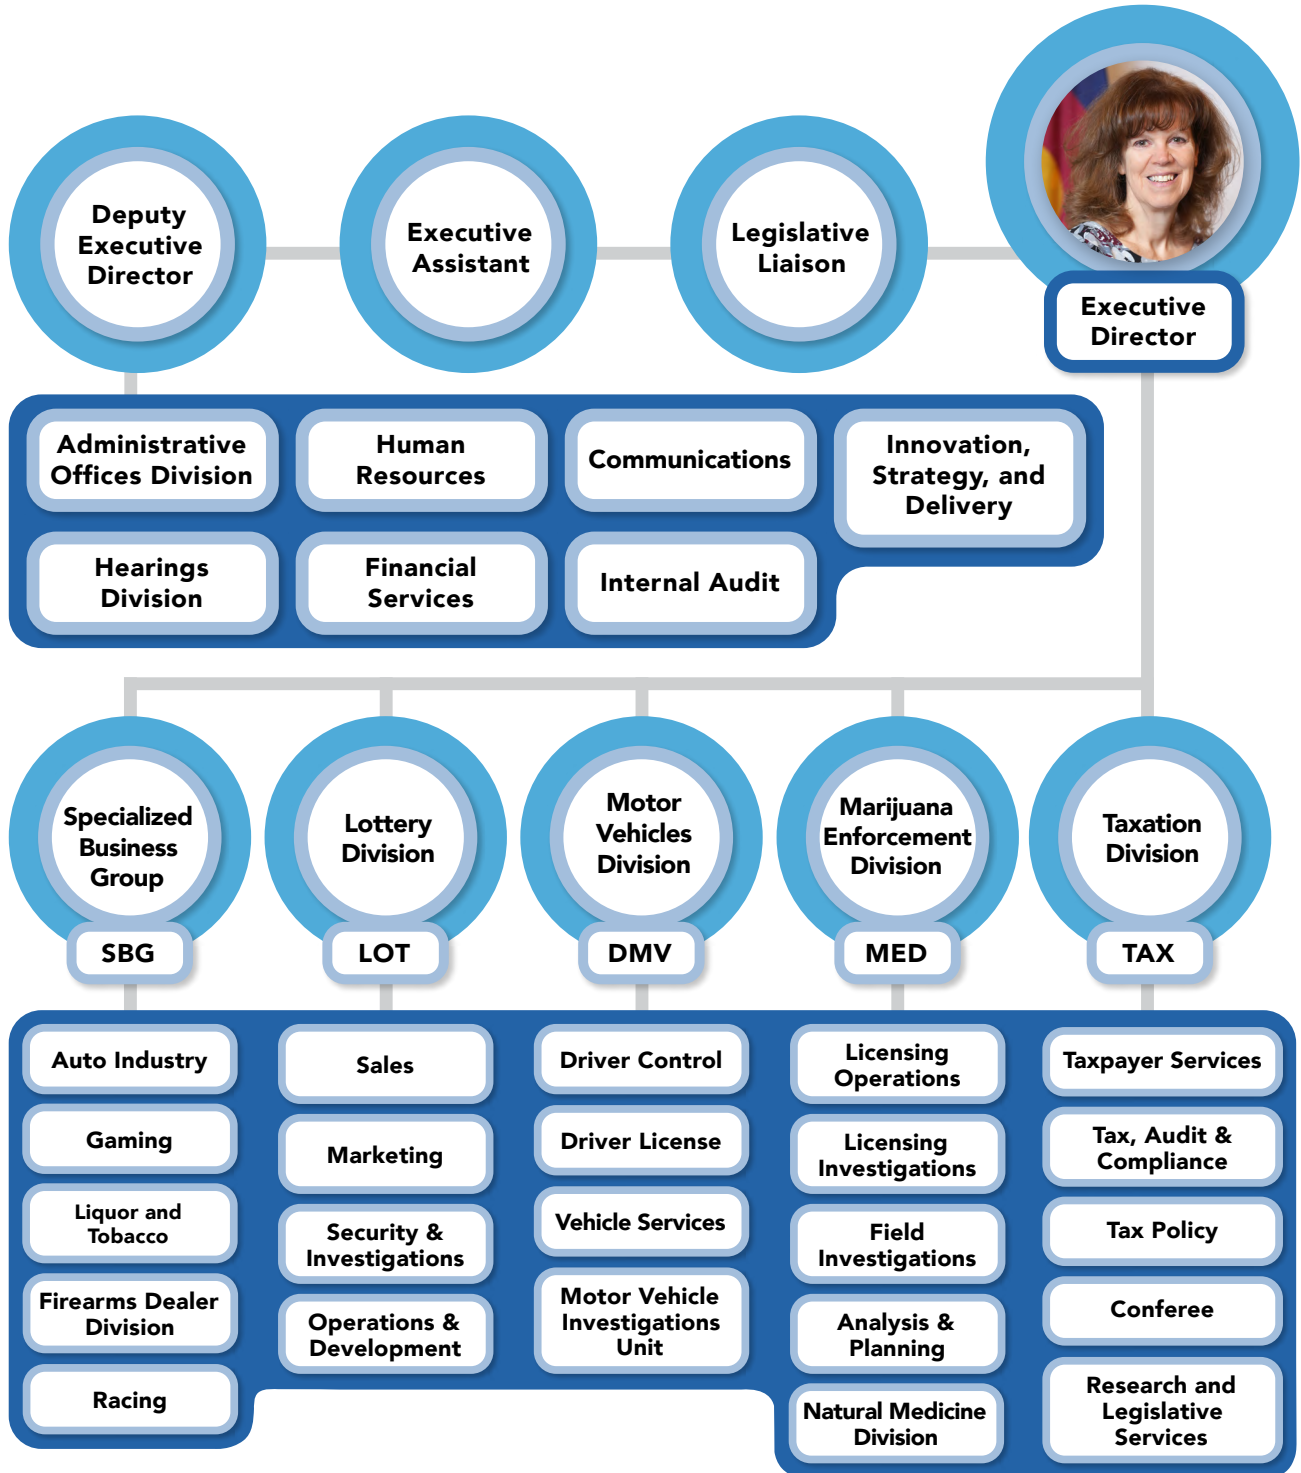 Deputy
Executive
Director
Executive
Assistant
Legislative
Liaison
Executive
Director
Administrative
Offices Division
Human
Resources
Communications
Innovation,
Strategy, and
Delivery
Hearings
Division
Financial
Services
Internal Audit
Specialized
Business
Group
SBG
Lottery
Division
LOT
Motor
Vehicles
Division
DMV
Marijuana
Enforcement
Division
MED
Taxation
Division
TAX
Auto Industry
Gaming
Liquor and
Tobacco
Firearms Dealer
Division
Racing
Sales
Marketing
Security &
Investigations
Operations &
Development
Driver Control
Driver License
Vehicle Services
Motor Vehicle
Investigations
Unit
Licensing
Operations
Licensing
Investigations
Field
Investigations
Analysis &
Planning
Natural Medicine
Division
Taxpayer Services
Tax, Audit &
Compliance
Tax Policy
Conferee
Research and
Legislative
Services